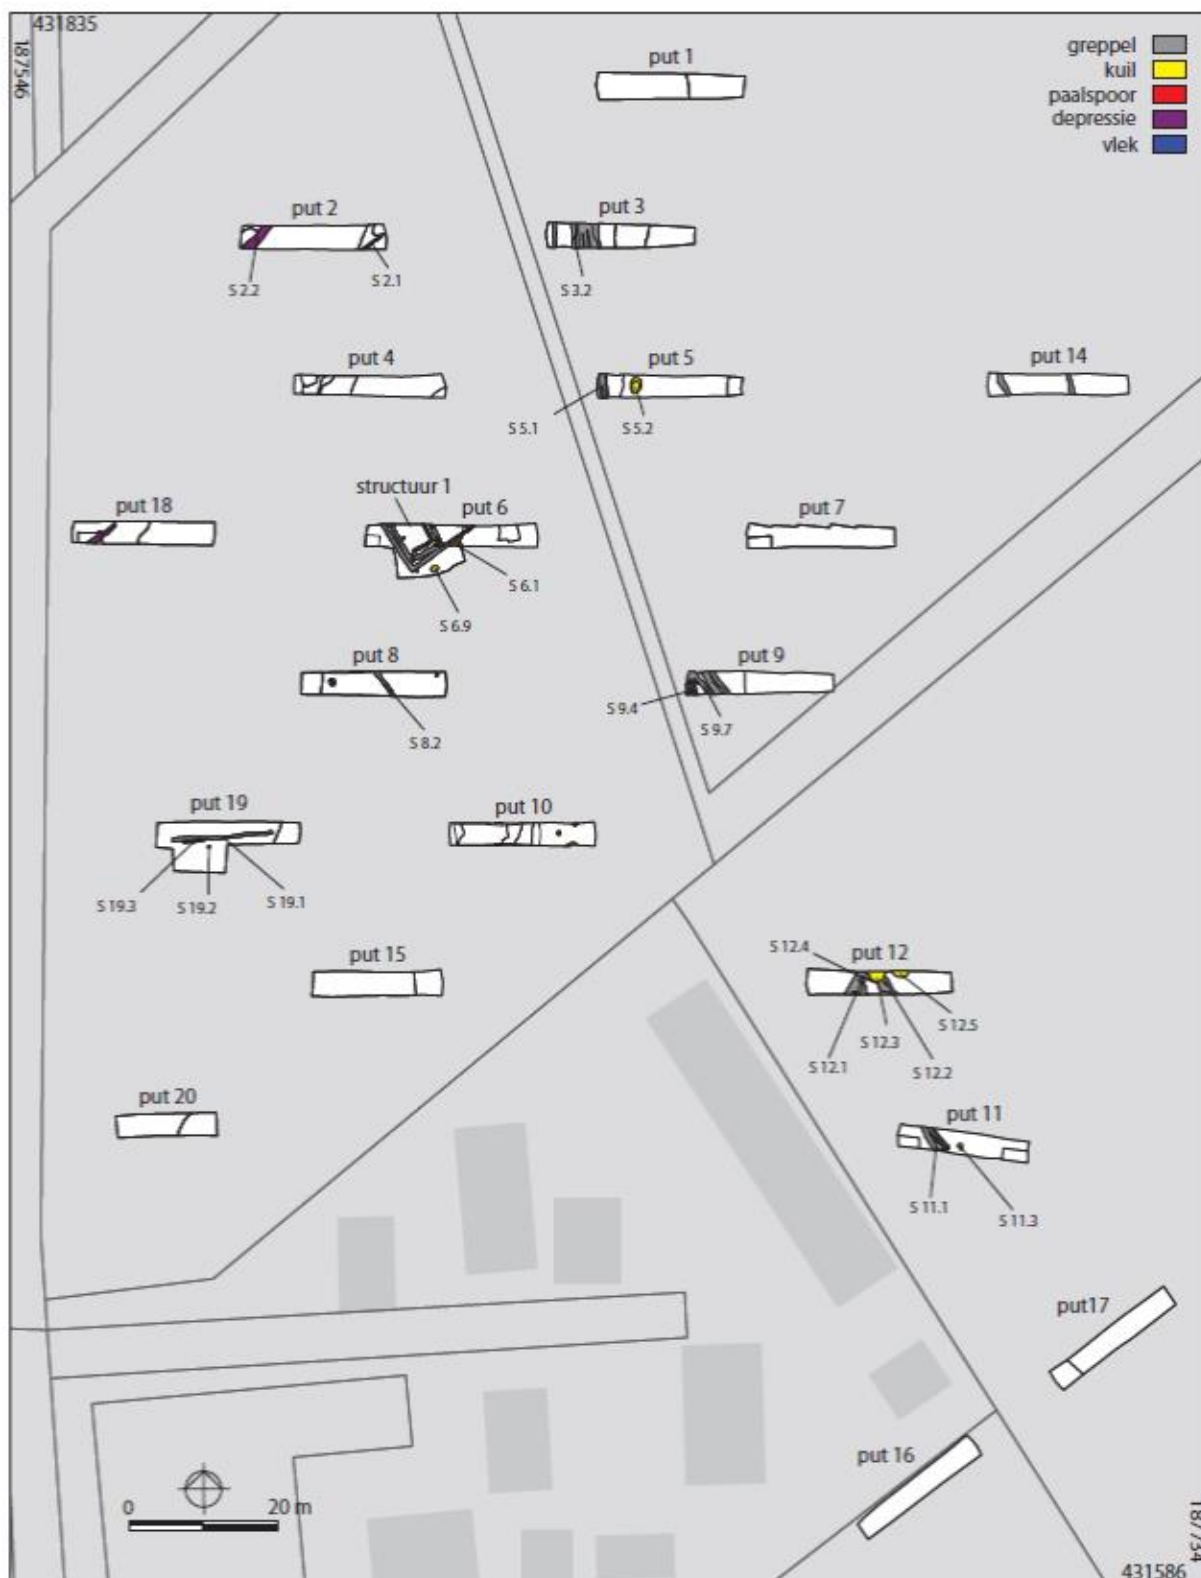 431835
187546
put 1
greppel
kuil
paalspoor
depressie
vlek
put 2
put 3
S 2.2
S 2.1
S 3.2
put 4
put 5
put 14
S 5.1
S 5.2
put 18
structuur 1
put 6
put 7
S 6.1
S 6.9
put 8
put 9
S 9.4
S 9.7
S 8.2
put 19
put 10
S 19.3
S 19.2
S 19.1
put 15
S 12.4
put 12
S 12.5
S 12.3
S 12.1
S 12.2
put 20
put 11
S 11.1
S 11.3
put17
put 16
0
20 m
187734
431586